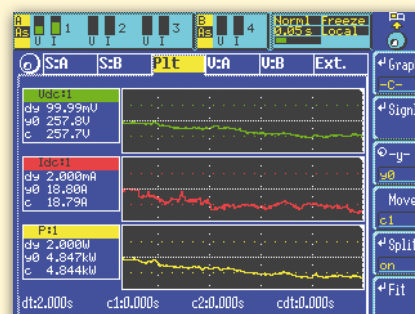 A 1 2 3 B 4 Norml Freeze
As As 0.05s Local
U I U I U I U I
S:A S:B Plt U:A U:B Ext.
Grap
-C-
Sign
-y-
y0
Move
c1
Split
on
Fit
Udc:1
dy 99.99mV
y0 257.8V
c 257.7V
Idc:1
dy 2.000mA
y0 18.80A
c 18.79A
P:1
dy 2.000W
y0 4.847kW
c 4.844kW
dt:2.000s c1:0.000s c2:0.000s cdt:0.000s